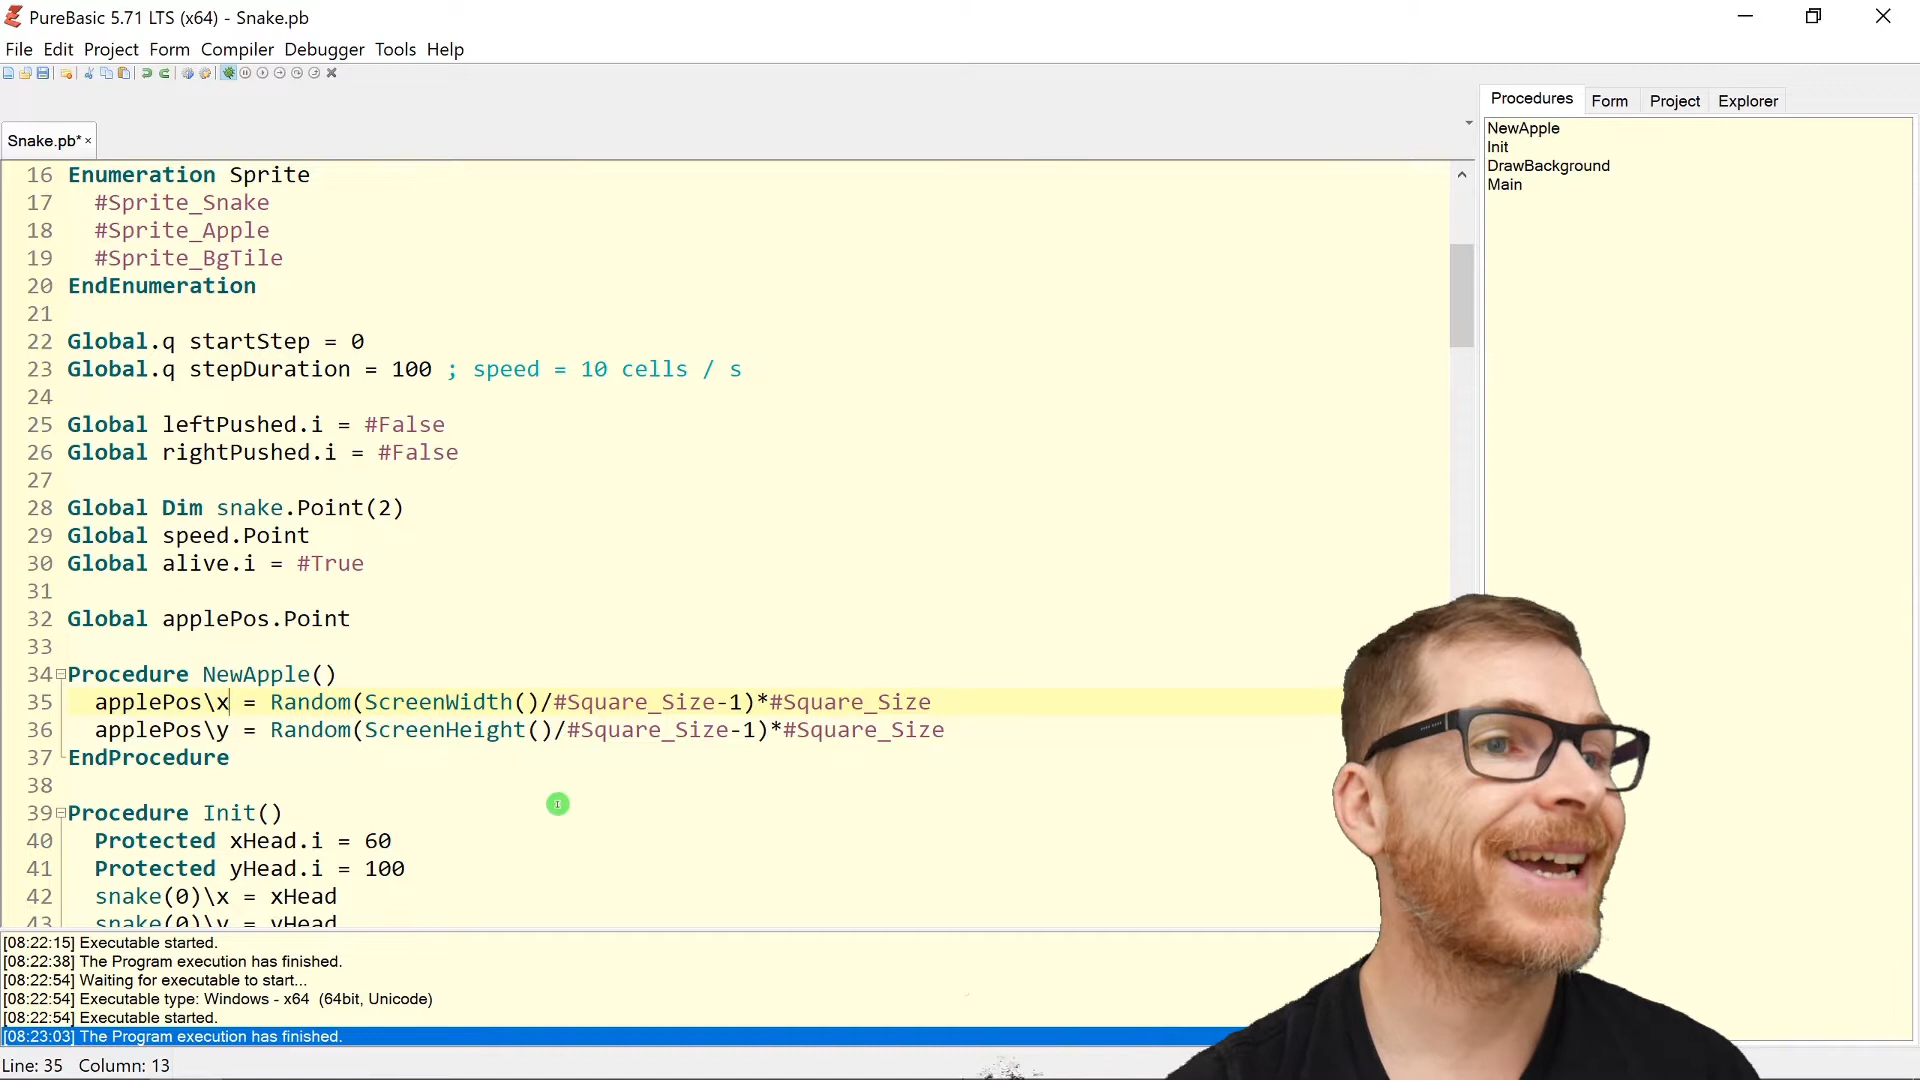 PureBasic 5.71 LTS (x64) - Snake.pb
File Edit Project Form Compiler Debugger Tools Help
Procedures Form Project Explorer
Snake.pb*
NewApple
Init
DrawBackground
Main
16 Enumeration Sprite
17 #Sprite_Snake
18 #Sprite_Apple
19 #Sprite_BgTile
20 EndEnumeration
21
22 Global.q startStep = 0
23 Global.q stepDuration = 100 ; speed = 10 cells / s
24
25 Global leftPushed.i = #False
26 Global rightPushed.i = #False
27
28 Global Dim snake.Point(2)
29 Global speed.Point
30 Global alive.i = #True
31
32 Global applePos.Point
33
34 Procedure NewApple()
35 applePos\x = Random(ScreenWidth()/#Square_Size-1)*#Square_Size
36 applePos\y = Random(ScreenHeight()/#Square_Size-1)*#Square_Size
37 EndProcedure
38
39 Procedure Init()
40 Protected xHead.i = 60
41 Protected yHead.i = 100
42 snake(0)\x = xHead
43 snake(0)\y = yHead
[08:22:15] Executable started.
[08:22:38] The Program execution has finished.
[08:22:54] Waiting for executable to start...
[08:22:54] Executable type: Windows - x64 (64bit, Unicode)
[08:22:54] Executable started.
[08:23:03] The Program execution has finished.
Line: 35 Column: 13